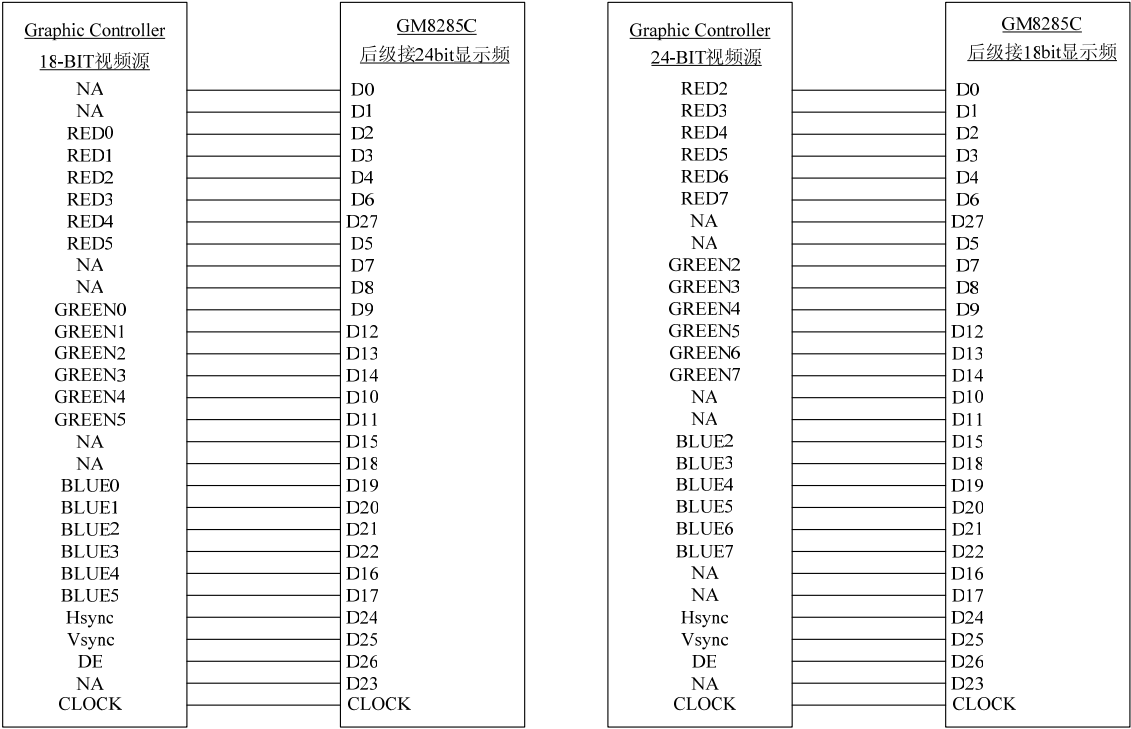 Graphic Controller
18-BIT视频源
NA
NA
RED0
RED1
RED2
RED3
RED4
RED5
NA
NA
GREEN0
GREEN1
GREEN2
GREEN3
GREEN4
GREEN5
NA
NA
BLUE0
BLUE1
BLUE2
BLUE3
BLUE4
BLUE5
Hsync
Vsync
DE
NA
CLOCK
GM8285C
后级接24bit显示频
D0
D1
D2
D3
D4
D6
D27
D5
D7
D8
D9
D12
D13
D14
D10
D11
D15
D18
D19
D20
D21
D22
D16
D17
D24
D25
D26
D23
CLOCK
Graphic Controller
24-BIT视频源
RED2
RED3
RED4
RED5
RED6
RED7
NA
NA
GREEN2
GREEN3
GREEN4
GREEN5
GREEN6
GREEN7
NA
NA
BLUE2
BLUE3
BLUE4
BLUE5
BLUE6
BLUE7
NA
NA
Hsync
Vsync
DE
NA
CLOCK
GM8285C
后级接18bit显示频
D0
D1
D2
D3
D4
D6
D27
D5
D7
D8
D9
D12
D13
D14
D10
D11
D15
D18
D19
D20
D21
D22
D16
D17
D24
D25
D26
D23
CLOCK